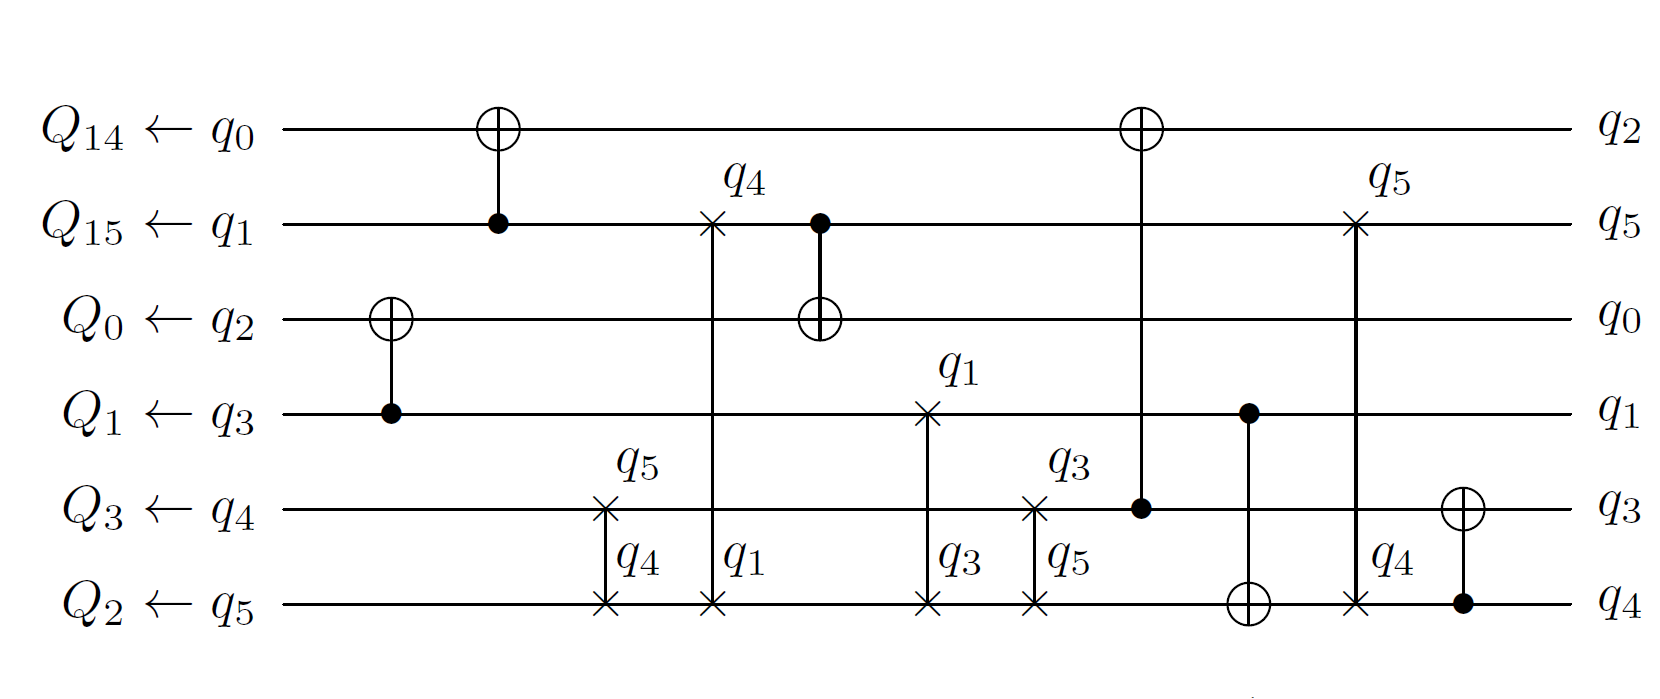 q₄ q₅
Q₁₄ ← q₀ q₂
Q₁₅ ← q₁ q₅
Q₀ ← q₂ q₀
q₁
Q₁ ← q₃ q₁
q₅ q₃
Q₃ ← q₄ q₃
q₄ q₁ q₃ q₅ q₄
Q₂ ← q₅ q₄